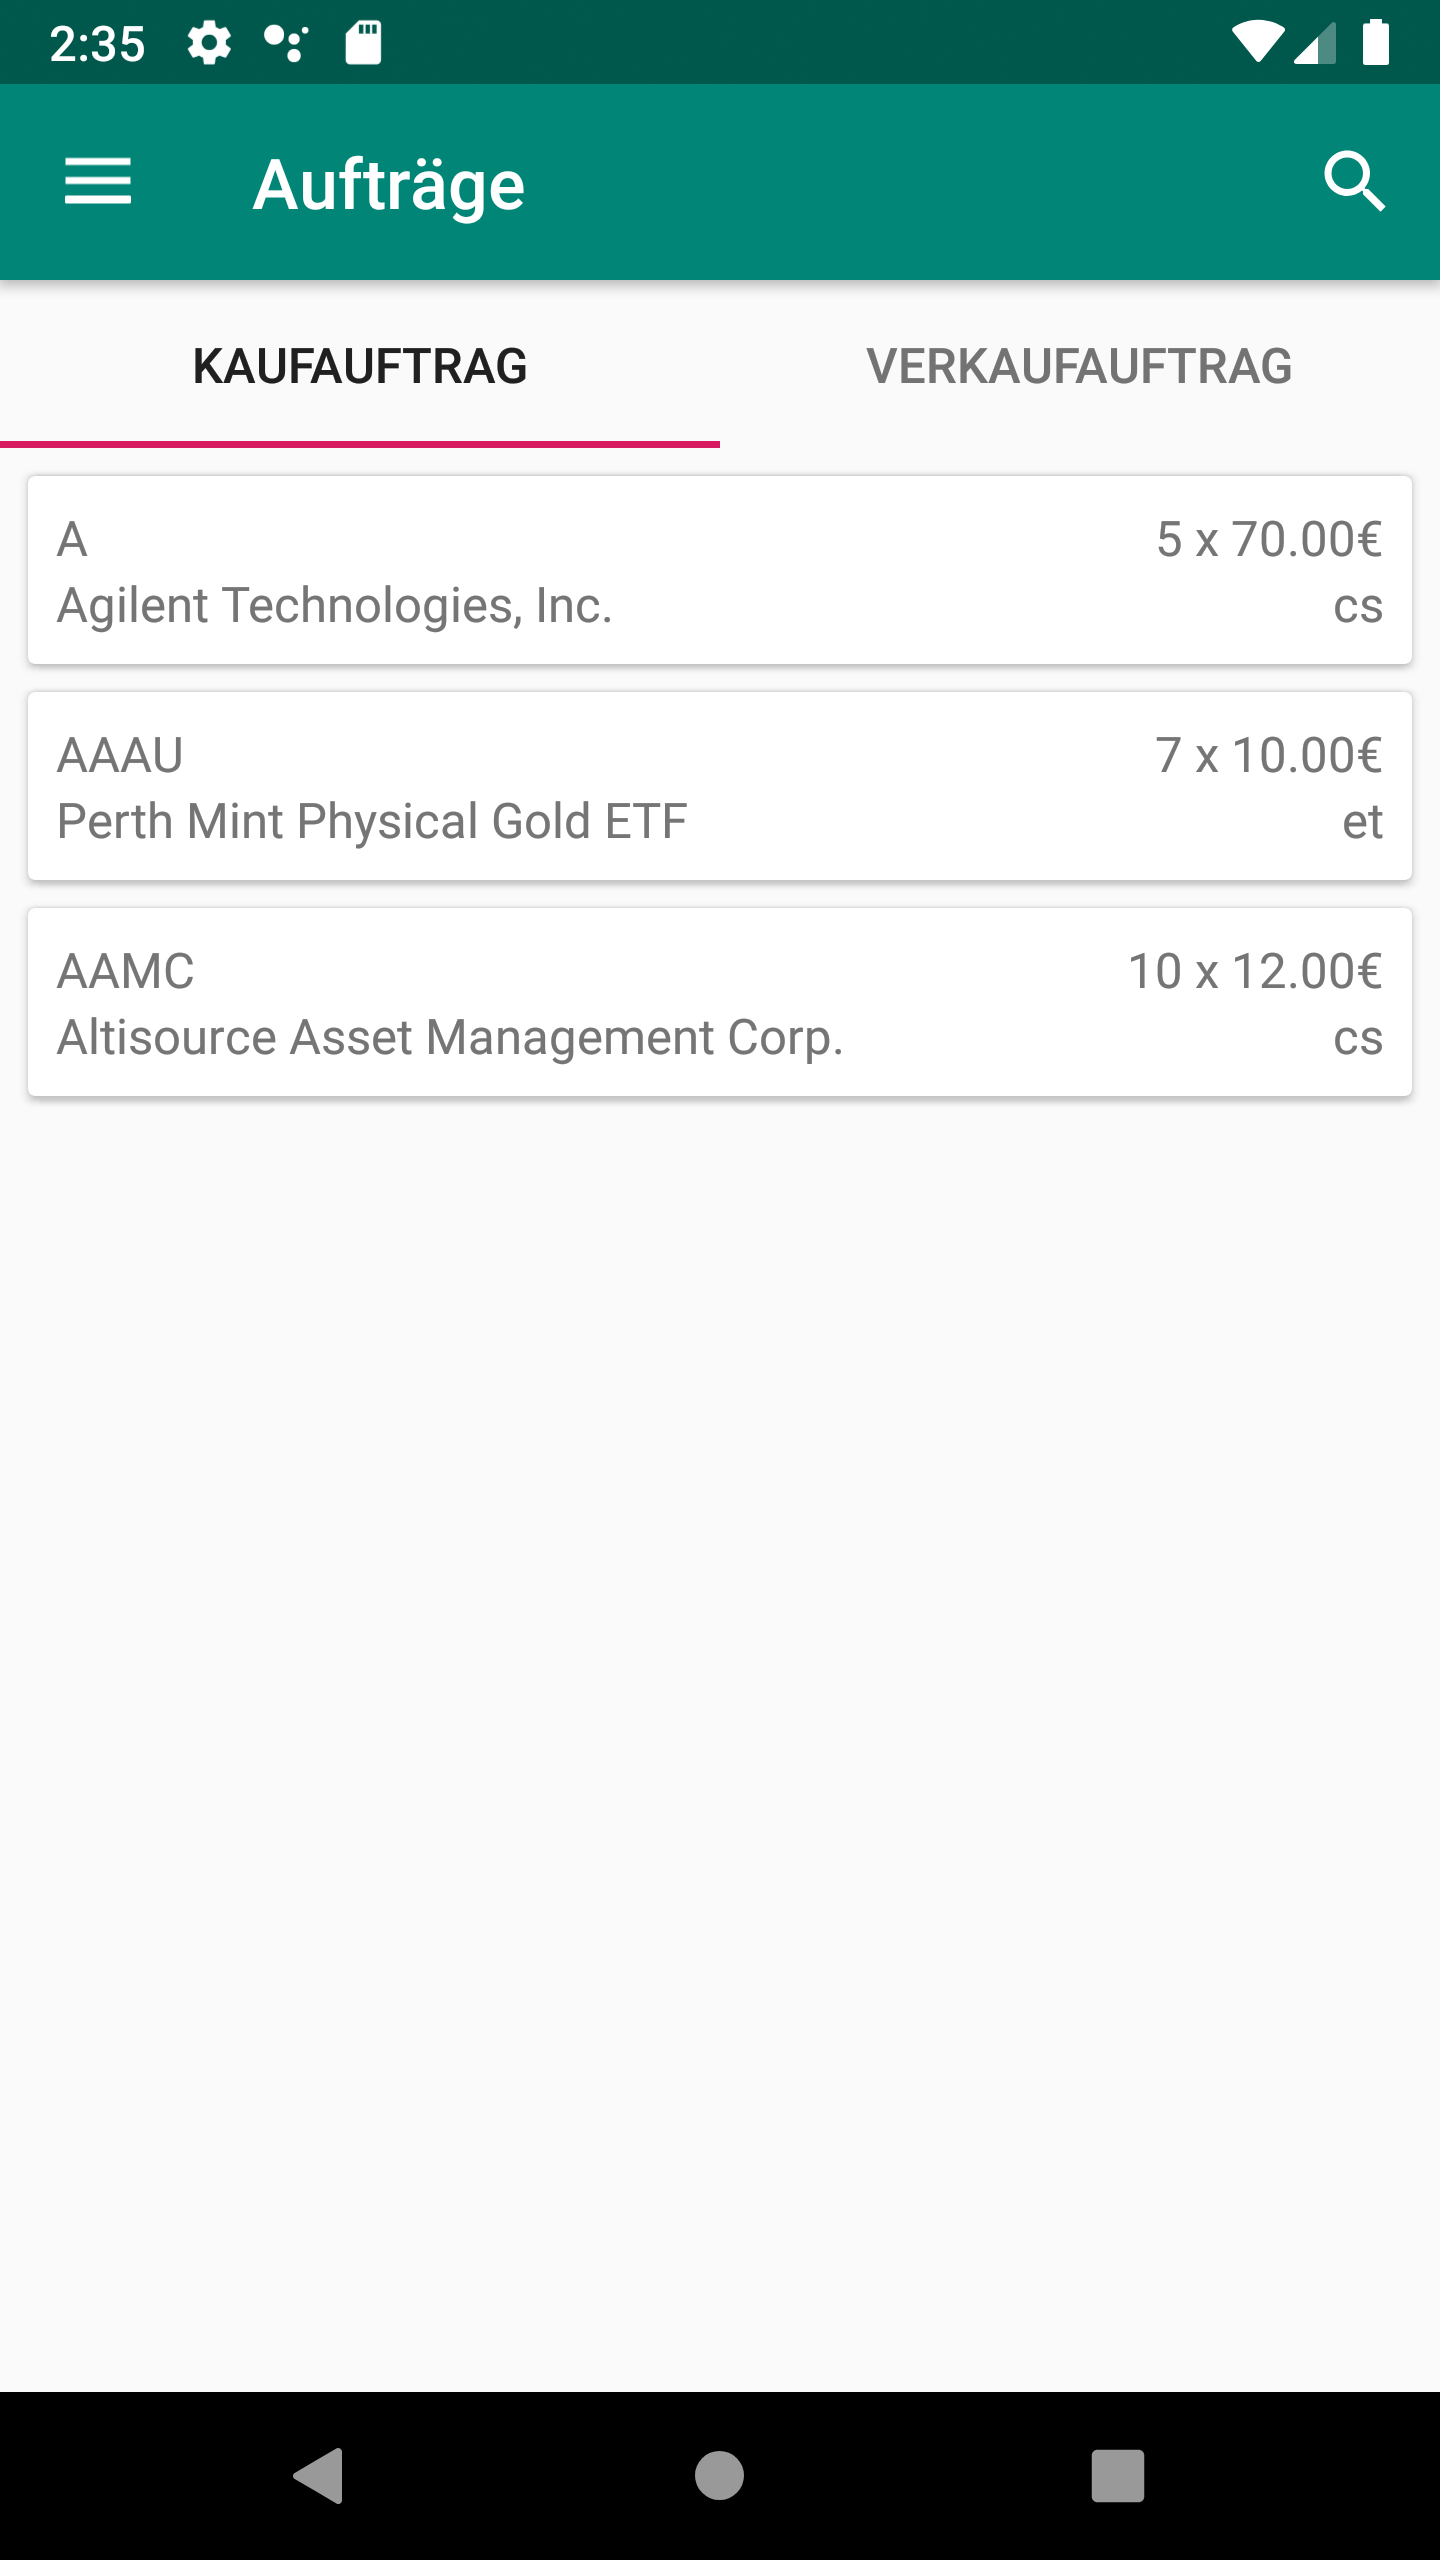 2:35
Aufträge
KAUFAUFTRAG VERKAUFAUFTRAG
A 5 x 70.00€
Agilent Technologies, Inc. cs
AAAU 7 x 10.00€
Perth Mint Physical Gold ETF et
AAMC 10 x 12.00€
Altisource Asset Management Corp. cs